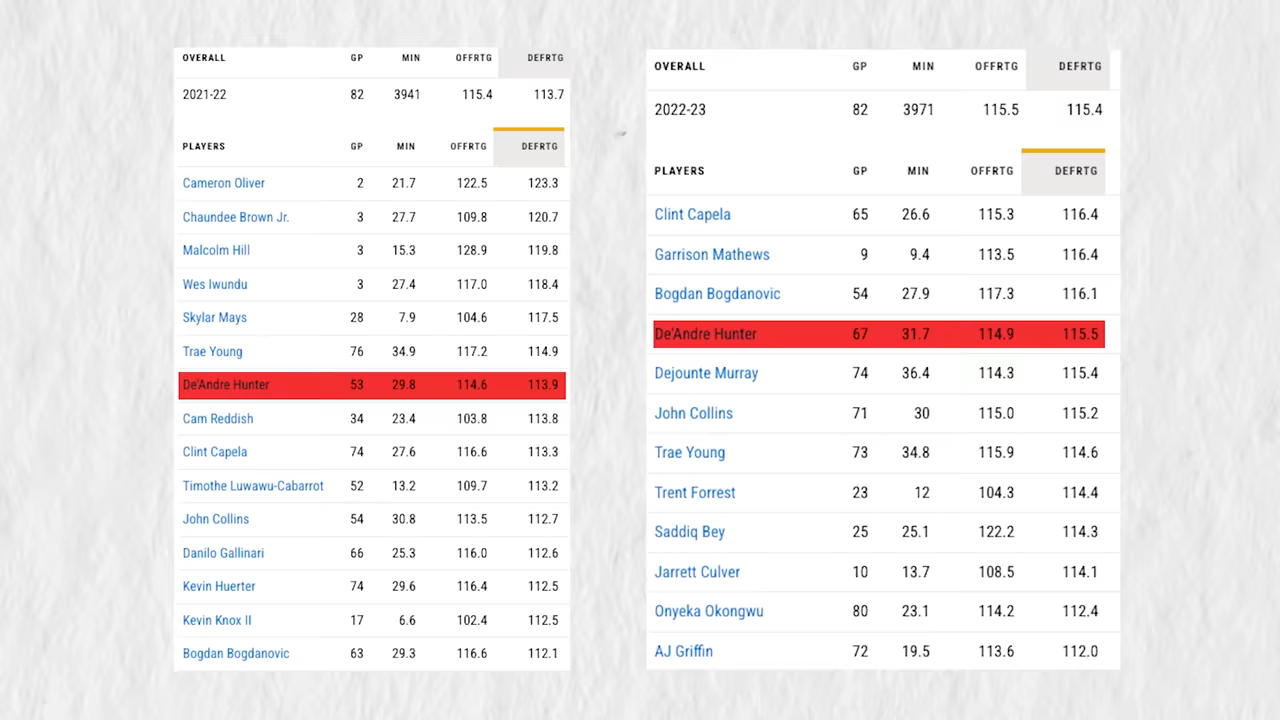 OVERALL GP MIN OFFRTG DEFRTG
2021-22 82 3941 115.4 113.7
PLAYERS GP MIN OFFRTG DEFRTG
Cameron Oliver 2 21.7 122.5 123.3
Chaundee Brown Jr. 3 27.7 109.8 120.7
Malcolm Hill 3 15.3 128.9 119.8
Wes Iwundu 3 27.4 117.0 118.4
Skylar Mays 28 7.9 104.6 117.5
Trae Young 76 34.9 117.2 114.9
De'Andre Hunter 53 29.8 114.6 113.9
Cam Reddish 34 23.4 103.8 113.8
Clint Capela 74 27.6 116.6 113.3
Timothe Luwawu-Cabarrot 52 13.2 109.7 113.2
John Collins 54 30.8 113.5 112.7
Danilo Gallinari 66 25.3 116.0 112.6
Kevin Huerter 74 29.6 116.4 112.5
Kevin Knox II 17 6.6 102.4 112.5
Bogdan Bogdanovic 63 29.3 116.6 112.1
OVERALL GP MIN OFFRTG DEFRTG
2022-23 82 3971 115.5 115.4
PLAYERS GP MIN OFFRTG DEFRTG
Clint Capela 65 26.6 115.3 116.4
Garrison Mathews 9 9.4 113.5 116.4
Bogdan Bogdanovic 54 27.9 117.3 116.1
De'Andre Hunter 67 31.7 114.9 115.5
Dejounte Murray 74 36.4 114.3 115.4
John Collins 71 30 115.0 115.2
Trae Young 73 34.8 115.9 114.6
Trent Forrest 23 12 104.3 114.4
Saddiq Bey 25 25.1 122.2 114.3
Jarrett Culver 10 13.7 108.5 114.1
Onyeka Okongwu 80 23.1 114.2 112.4
AJ Griffin 72 19.5 113.6 112.0